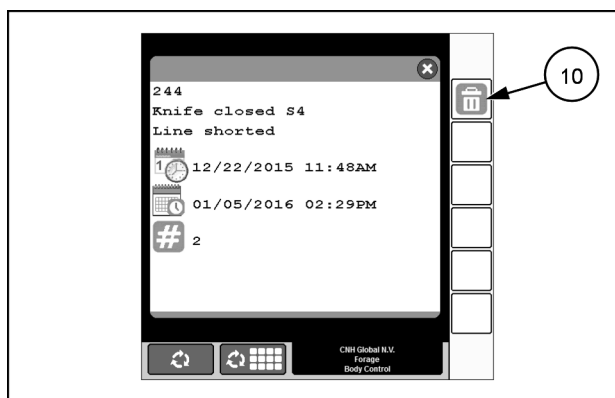 244
Knife closed S4
Line shorted
1
12/22/2015 11:48AM
01/05/2016 02:29PM
# 2
10
CNH Global N.V.
Forage
Body Control